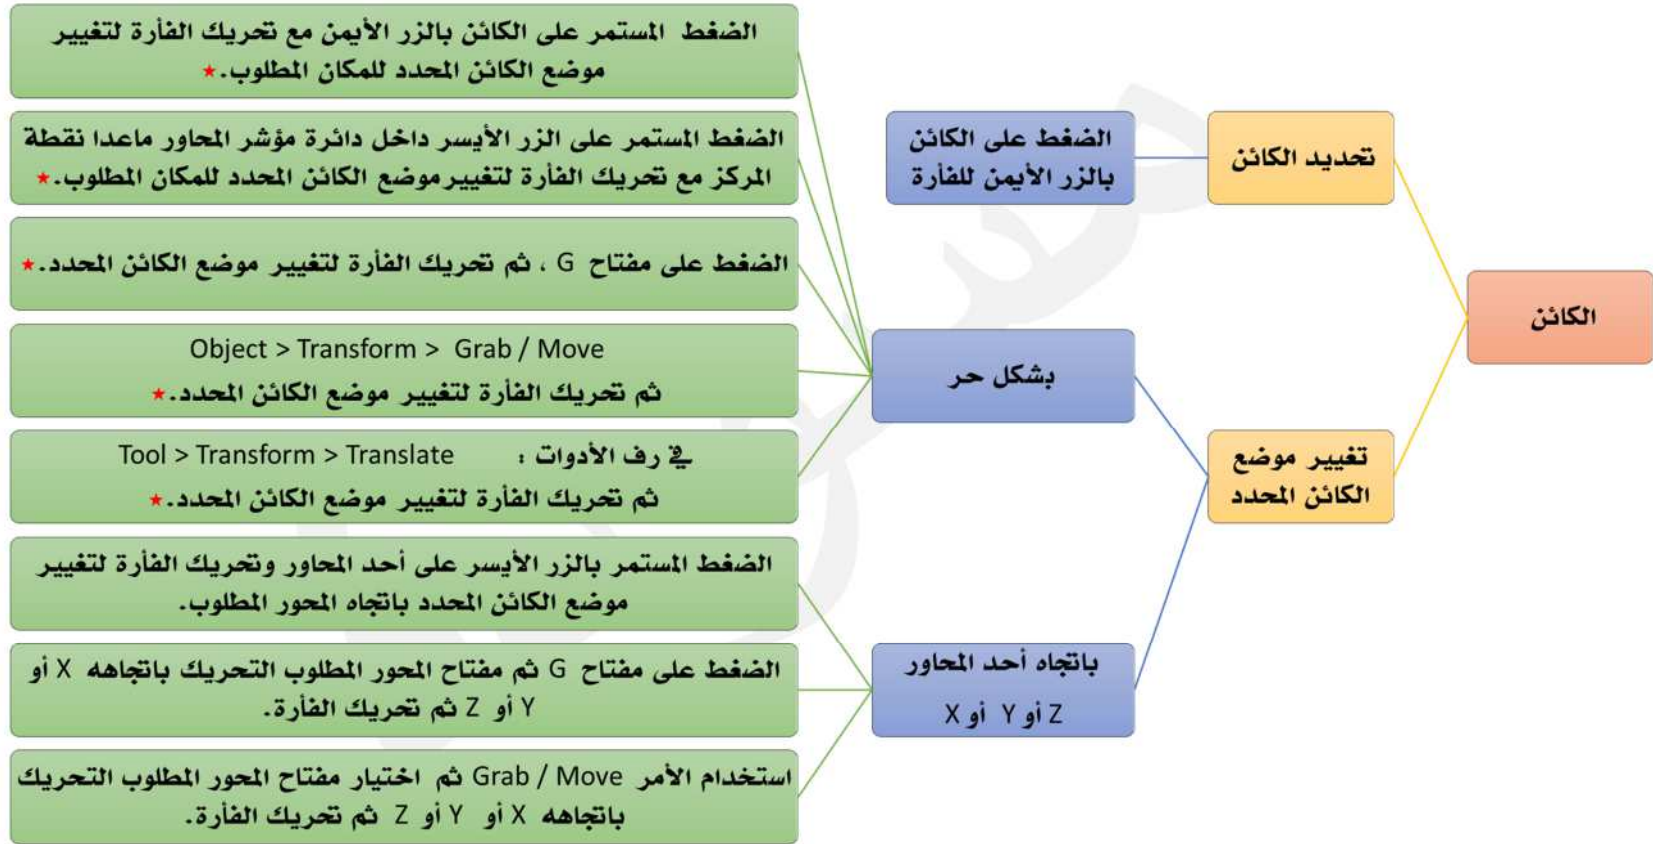 الكائن
تحديد الكائن
الضغط على الكائن
بالزر الأيمن للفأرة
تغيير موضع
الكائن المحدد
بشكل حر
الضغط المستمر على الكائن بالزر الأيمن مع تحريك الفأرة لتغيير
موضع الكائن المحدد للمكان المطلوب.★
الضغط المستمر على الزر الأيسر داخل دائرة مؤشر المحاور ماعدا نقطة
المركز مع تحريك الفأرة لتغيير موضع الكائن المحدد للمكان المطلوب.★
الضغط على مفتاح G ، ثم تحريك الفأرة لتغيير موضع الكائن المحدد.★
Object > Transform > Grab / Move
ثم تحريك الفأرة لتغيير موضع الكائن المحدد.★
في رف الأدوات : Tool > Transform > Translate
ثم تحريك الفأرة لتغيير موضع الكائن المحدد.★
باتجاه أحد المحاور
X أو Y أو Z
الضغط المستمر بالزر الأيسر على أحد المحاور وتحريك الفأرة لتغيير
موضع الكائن المحدد باتجاه المحور المطلوب.
الضغط على مفتاح G ثم مفتاح المحور المطلوب التحريك باتجاهه X أو
Y أو Z ثم تحريك الفأرة.
استخدام الأمر Grab / Move ثم اختيار مفتاح المحور المطلوب التحريك
باتجاهه X أو Y أو Z ثم تحريك الفأرة.